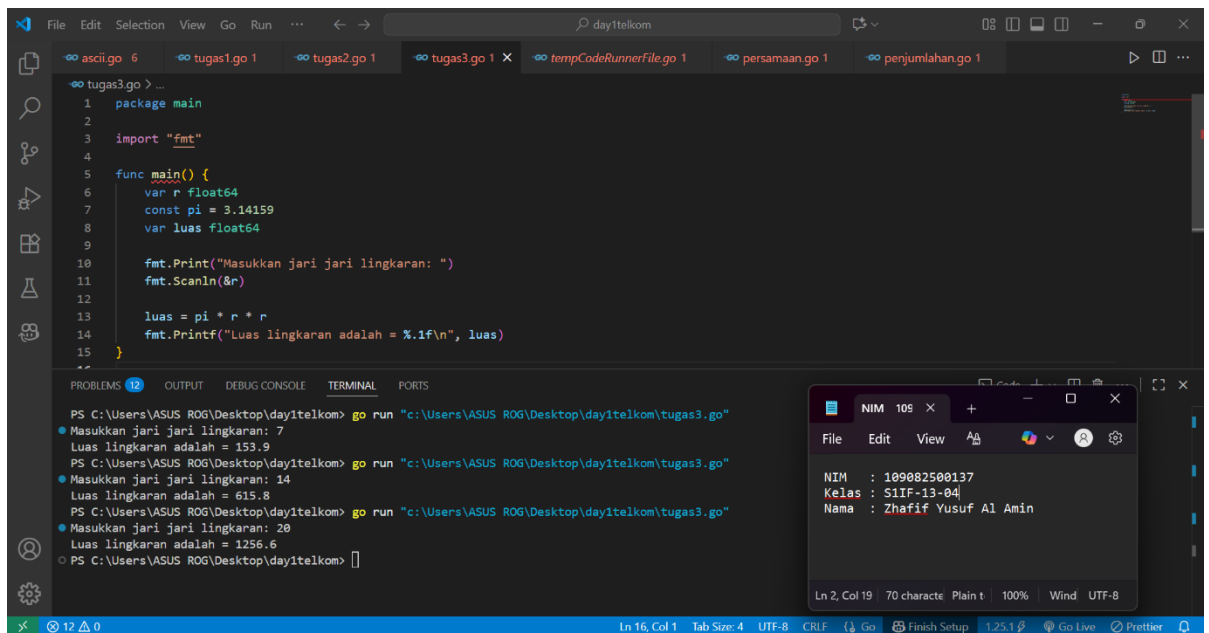 File Edit Selection View Go Run ··· day1telkom
ascii.go 6 tugas1.go 1 tugas2.go 1 tugas3.go 1 tempCodeRunnerFile.go 1 persamaan.go 1 penjumlahan.go 1
tugas3.go > ...
1 package main
2
3 import "fmt"
4
5 func main() {
6 var r float64
7 const pi = 3.14159
8 var luas float64
9
10 fmt.Print("Masukkan jari jari lingkaran: ")
11 fmt.Scanln(&r)
12
13 luas = pi * r * r
14 fmt.Printf("Luas lingkaran adalah = %.1f\n", luas)
15 }
PROBLEMS 12 OUTPUT DEBUG CONSOLE TERMINAL PORTS
PS C:\Users\ASUS ROG\Desktop\day1telkom> go run "c:\Users\ASUS ROG\Desktop\day1telkom\tugas3.go"
Masukkan jari jari lingkaran: 7
Luas lingkaran adalah = 153.9
PS C:\Users\ASUS ROG\Desktop\day1telkom> go run "c:\Users\ASUS ROG\Desktop\day1telkom\tugas3.go"
Masukkan jari jari lingkaran: 14
Luas lingkaran adalah = 615.8
PS C:\Users\ASUS ROG\Desktop\day1telkom> go run "c:\Users\ASUS ROG\Desktop\day1telkom\tugas3.go"
Masukkan jari jari lingkaran: 20
Luas lingkaran adalah = 1256.6
PS C:\Users\ASUS ROG\Desktop\day1telkom>
NIM 109
File Edit View
NIM : 109082500137
Kelas : S1IF-13-04
Nama : Zhafif Yusuf Al Amin
Ln 2, Col 19 70 characte Plain t 100% Wind UTF-8
12 0 Ln 16, Col 1 Tab Size: 4 UTF-8 CRLF Go Finish Setup 1.25.1 Go Live Prettier